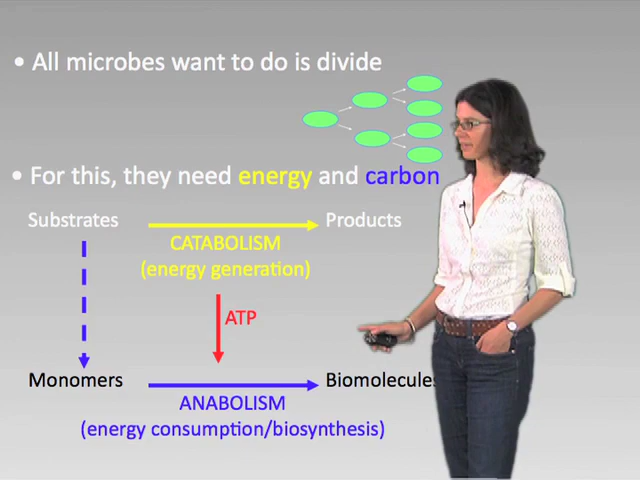 • All microbes want to do is divide
• For this, they need energy and carbon
Substrates
Products
CATABOLISM
(energy generation)
ATP
Monomers
Biomolecules
ANABOLISM
(energy consumption/biosynthesis)